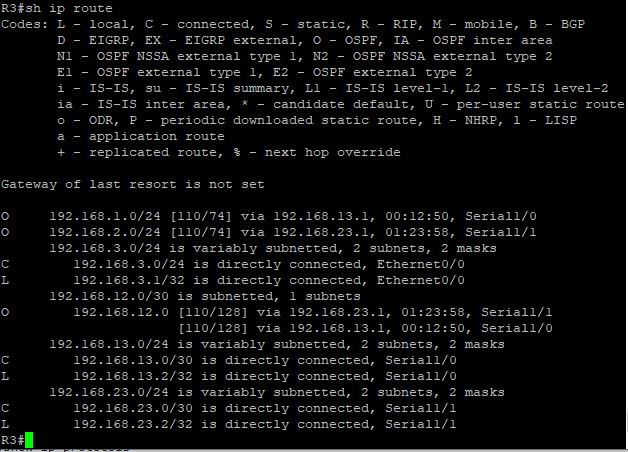 R3#sh ip route
Codes: L - local, C - connected, S - static, R - RIP, M - mobile, B - BGP
       D - EIGRP, EX - EIGRP external, O - OSPF, IA - OSPF inter area
       N1 - OSPF NSSA external type 1, N2 - OSPF NSSA external type 2
       E1 - OSPF external type 1, E2 - OSPF external type 2
       i - IS-IS, su - IS-IS summary, L1 - IS-IS level-1, L2 - IS-IS level-2
       ia - IS-IS inter area, * - candidate default, U - per-user static route
       o - ODR, P - periodic downloaded static route, H - NHRP, l - LISP
       a - application route
       + - replicated route, % - next hop override
Gateway of last resort is not set
O     192.168.1.0/24 [110/74] via 192.168.13.1, 00:12:50, Serial1/0
O     192.168.2.0/24 [110/74] via 192.168.23.1, 01:23:58, Serial1/1
      192.168.3.0/24 is variably subnetted, 2 subnets, 2 masks
C        192.168.3.0/24 is directly connected, Ethernet0/0
L        192.168.3.1/32 is directly connected, Ethernet0/0
      192.168.12.0/30 is subnetted, 1 subnets
O        192.168.12.0 [110/128] via 192.168.23.1, 01:23:58, Serial1/1
                      [110/128] via 192.168.13.1, 00:12:50, Serial1/0
      192.168.13.0/24 is variably subnetted, 2 subnets, 2 masks
C        192.168.13.0/30 is directly connected, Serial1/0
L        192.168.13.2/32 is directly connected, Serial1/0
      192.168.23.0/24 is variably subnetted, 2 subnets, 2 masks
C        192.168.23.0/30 is directly connected, Serial1/1
L        192.168.23.2/32 is directly connected, Serial1/1
R3#